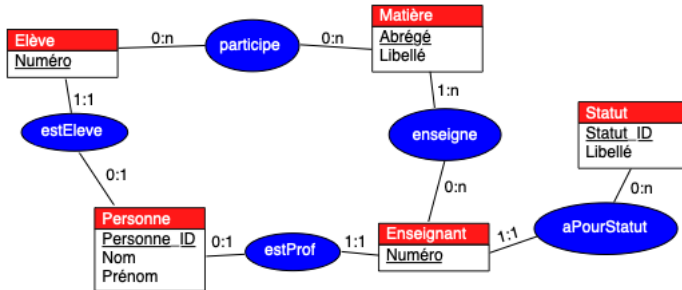 Elève
Numéro
0:n
participe
0:n
Matière
Abrégé
Libellé
1:1
1:n
estEleve
enseigne
Statut
Statut_ID
Libellé
0:1
0:n
0:n
Personne
Personne_ID
Nom
Prénom
0:1
estProf
1:1
Enseignant
Numéro
1:1
aPourStatut